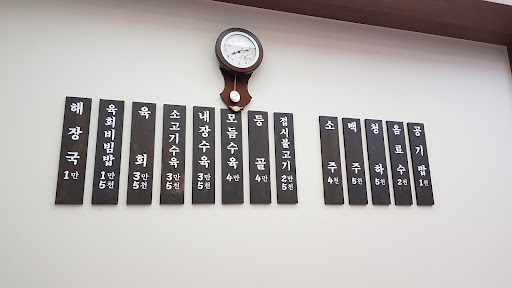 해장국 1만
육회비빔밥 1만5천
육회 3만5천
소고기수육 3만5천
내장수육 3만5천
모듬수육 4만
등골 4만
접시불고기 2만5천
소주 4천
백주 5천
청하 5천
음료수 2천
공기밥 1천